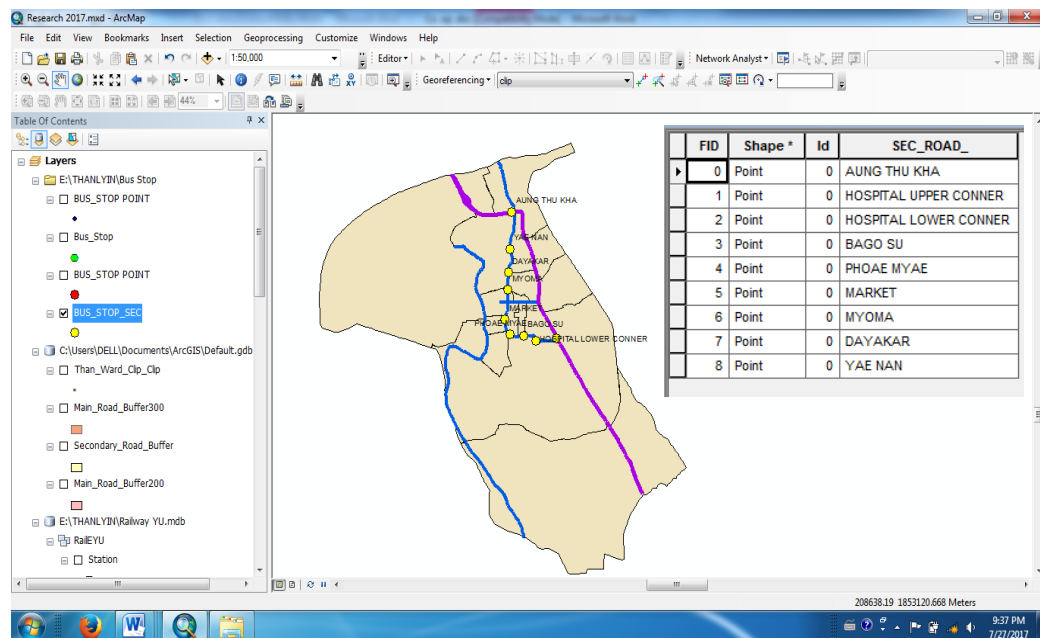 Research 2017.mxd - ArcMap
File Edit View Bookmarks Insert Selection Geoprocessing Customize Windows Help
1:50,000 Editor Network Analyst
Georeferencing clip
44%
Table Of Contents
Layers
E:\THANLYIN\Bus Stop
BUS_STOP POINT
Bus_Stop
BUS_STOP POINT
BUS_STOP_SEC
C:\Users\DELL\Documents\ArcGIS\Default.gdb
Than_Ward_Clip_Clip
Main_Road_Buffer300
Secondary_Road_Buffer
Main_Road_Buffer200
E:\THANLYIN\Railway YU.mdb
RailEYU
Station
AUNG THU KHA
YAE NAN
DAYAKAR
MYOMA
MARKET
PHOAE MYAE BAGO SU
HOSPITAL LOWER CONNER
FID Shape * Id SEC_ROAD_
0 Point 0 AUNG THU KHA
1 Point 0 HOSPITAL UPPER CONNER
2 Point 0 HOSPITAL LOWER CONNER
3 Point 0 BAGO SU
4 Point 0 PHOAE MYAE
5 Point 0 MARKET
6 Point 0 MYOMA
7 Point 0 DAYAKAR
8 Point 0 YAE NAN
208638.19 1853120.668 Meters
9:37 PM
7/27/2017